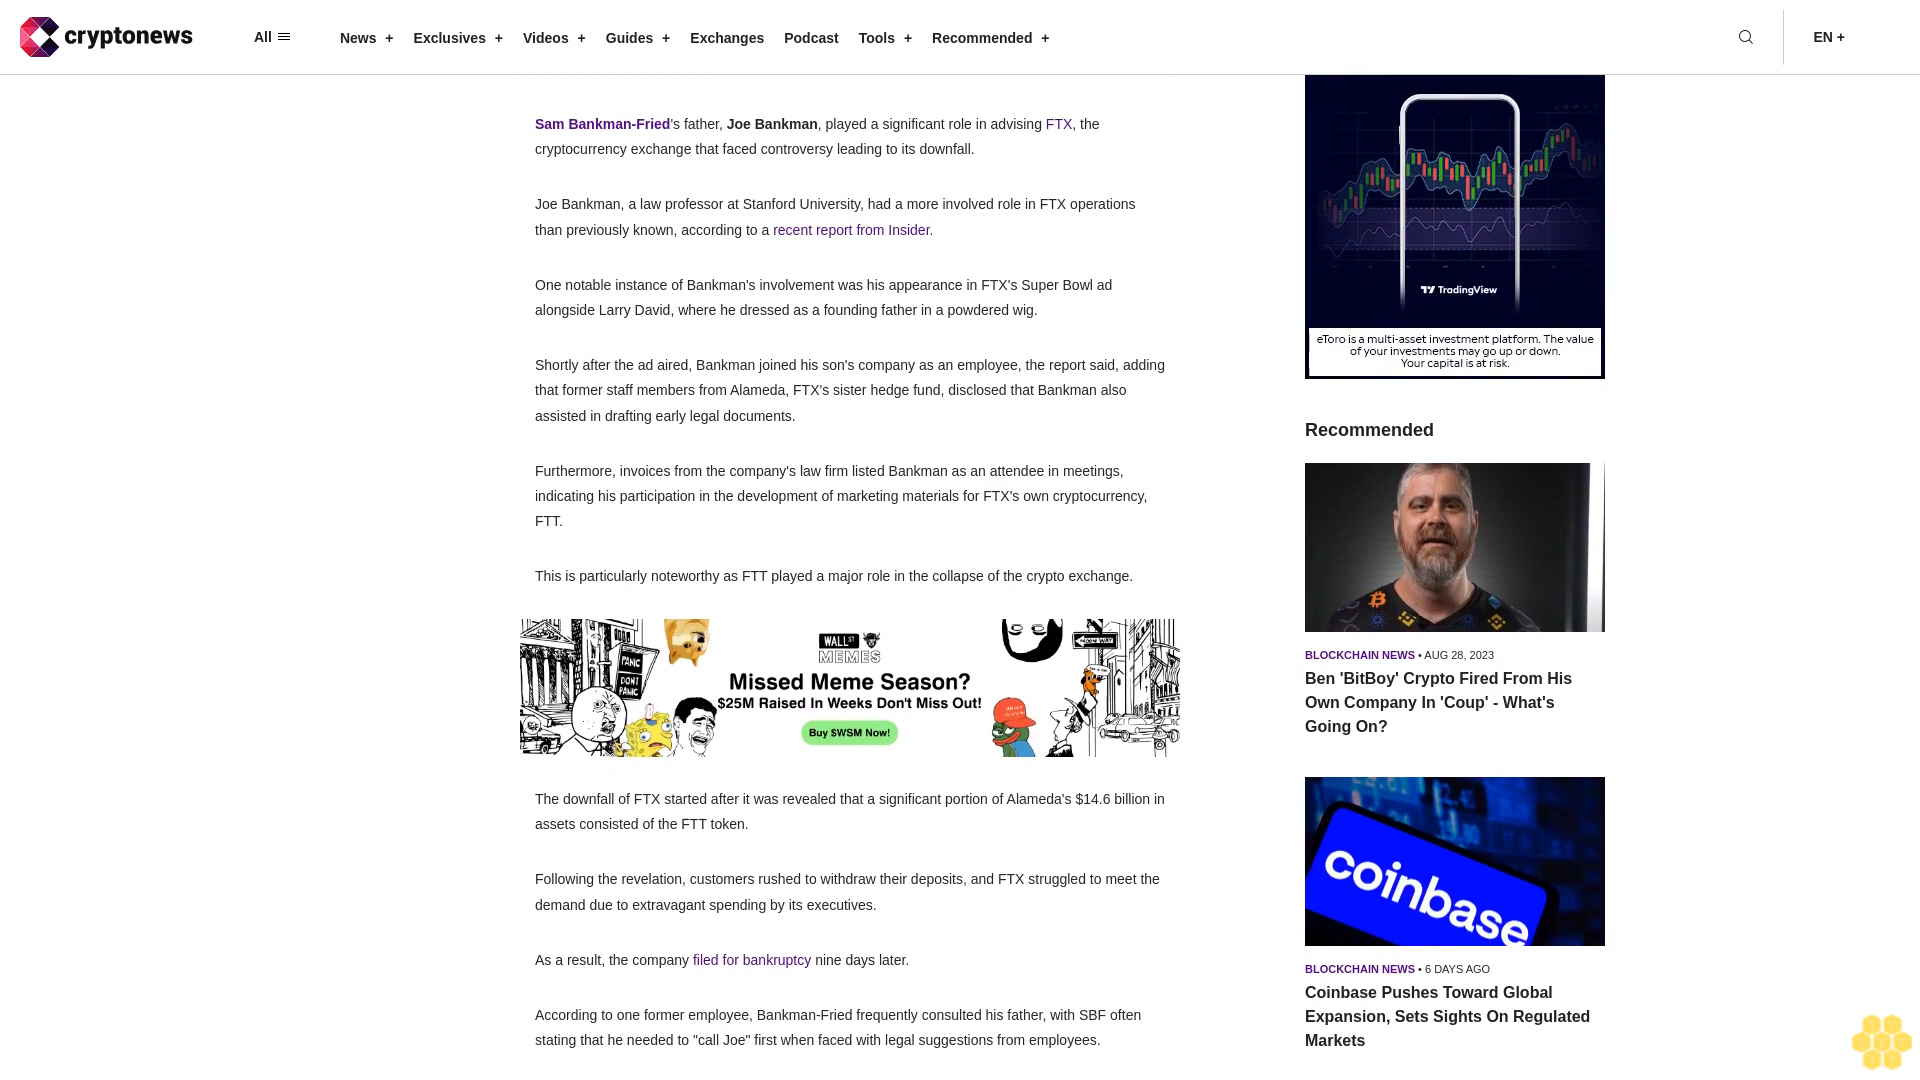 cryptonews
All
News +
Exclusives +
Videos +
Guides +
Exchanges
Podcast
Tools +
Recommended +
EN +
Sam Bankman-Fried's father, Joe Bankman, played a significant role in advising FTX, the
cryptocurrency exchange that faced controversy leading to its downfall.
Joe Bankman, a law professor at Stanford University, had a more involved role in FTX operations
than previously known, according to a recent report from Insider.
One notable instance of Bankman's involvement was his appearance in FTX's Super Bowl ad
alongside Larry David, where he dressed as a founding father in a powdered wig.
Shortly after the ad aired, Bankman joined his son's company as an employee, the report said, adding
that former staff members from Alameda, FTX's sister hedge fund, disclosed that Bankman also
assisted in drafting early legal documents.
Furthermore, invoices from the company's law firm listed Bankman as an attendee in meetings,
indicating his participation in the development of marketing materials for FTX's own cryptocurrency,
FTT.
This is particularly noteworthy as FTT played a major role in the collapse of the crypto exchange.
PANIC
DON'T
PANIC
WALL ST
MEMES
Missed Meme Season?
$25M Raised In Weeks Don't Miss Out!
Buy $WSM Now!
The downfall of FTX started after it was revealed that a significant portion of Alameda's $14.6 billion in
assets consisted of the FTT token.
Following the revelation, customers rushed to withdraw their deposits, and FTX struggled to meet the
demand due to extravagant spending by its executives.
As a result, the company filed for bankruptcy nine days later.
According to one former employee, Bankman-Fried frequently consulted his father, with SBF often
stating that he needed to "call Joe" first when faced with legal suggestions from employees.
TradingView
eToro is a multi-asset investment platform. The value
of your investments may go up or down.
Your capital is at risk.
Recommended
BLOCKCHAIN NEWS • AUG 28, 2023
Ben 'BitBoy' Crypto Fired From His
Own Company In 'Coup' - What's
Going On?
coinbase
BLOCKCHAIN NEWS • 6 DAYS AGO
Coinbase Pushes Toward Global
Expansion, Sets Sights On Regulated
Markets